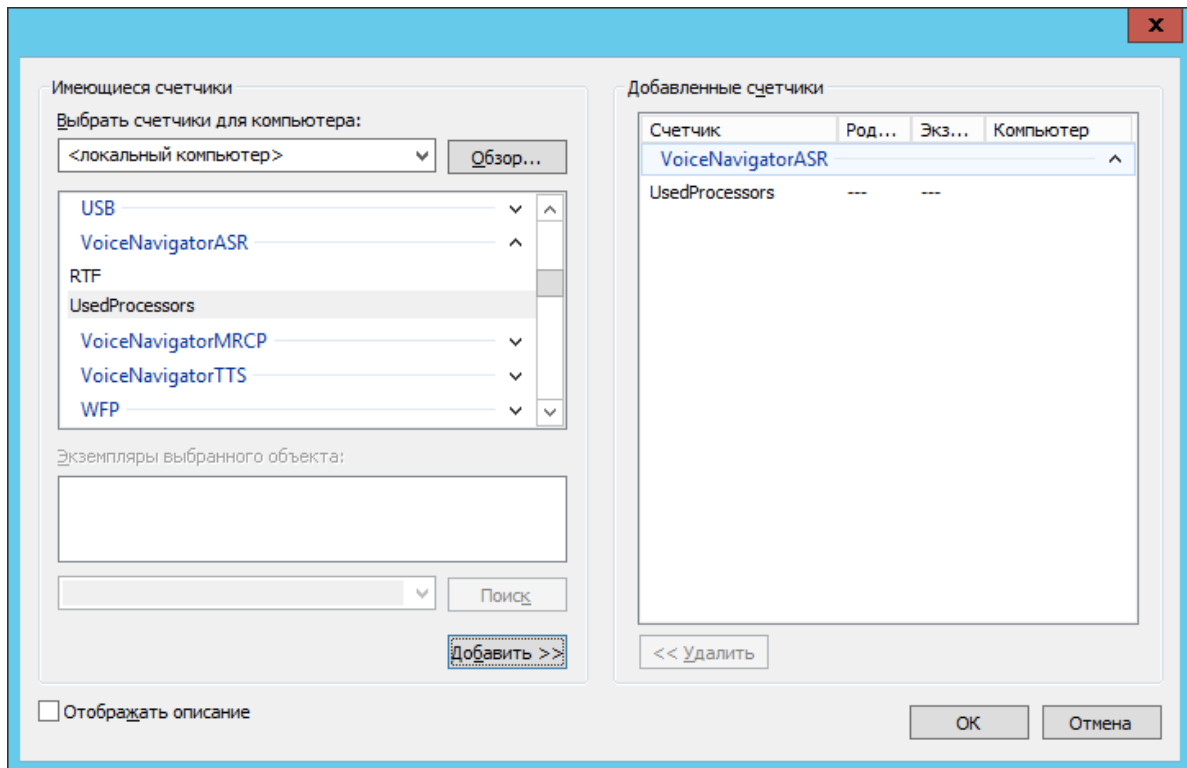 x
Имеющиеся счетчики
Выбрать счетчики для компьютера:
<локальный компьютер>
Обзор...
USB
VoiceNavigatorASR
RTF
UsedProcessors
VoiceNavigatorMRCP
VoiceNavigatorTTS
WFP
Экземпляры выбранного объекта:
Поиск
Добавить >>
Отображать описание
Добавленные счетчики
Счетчик Род... Экз... Компьютер
VoiceNavigatorASR
UsedProcessors --- ---
<< Удалить
ОК Отмена